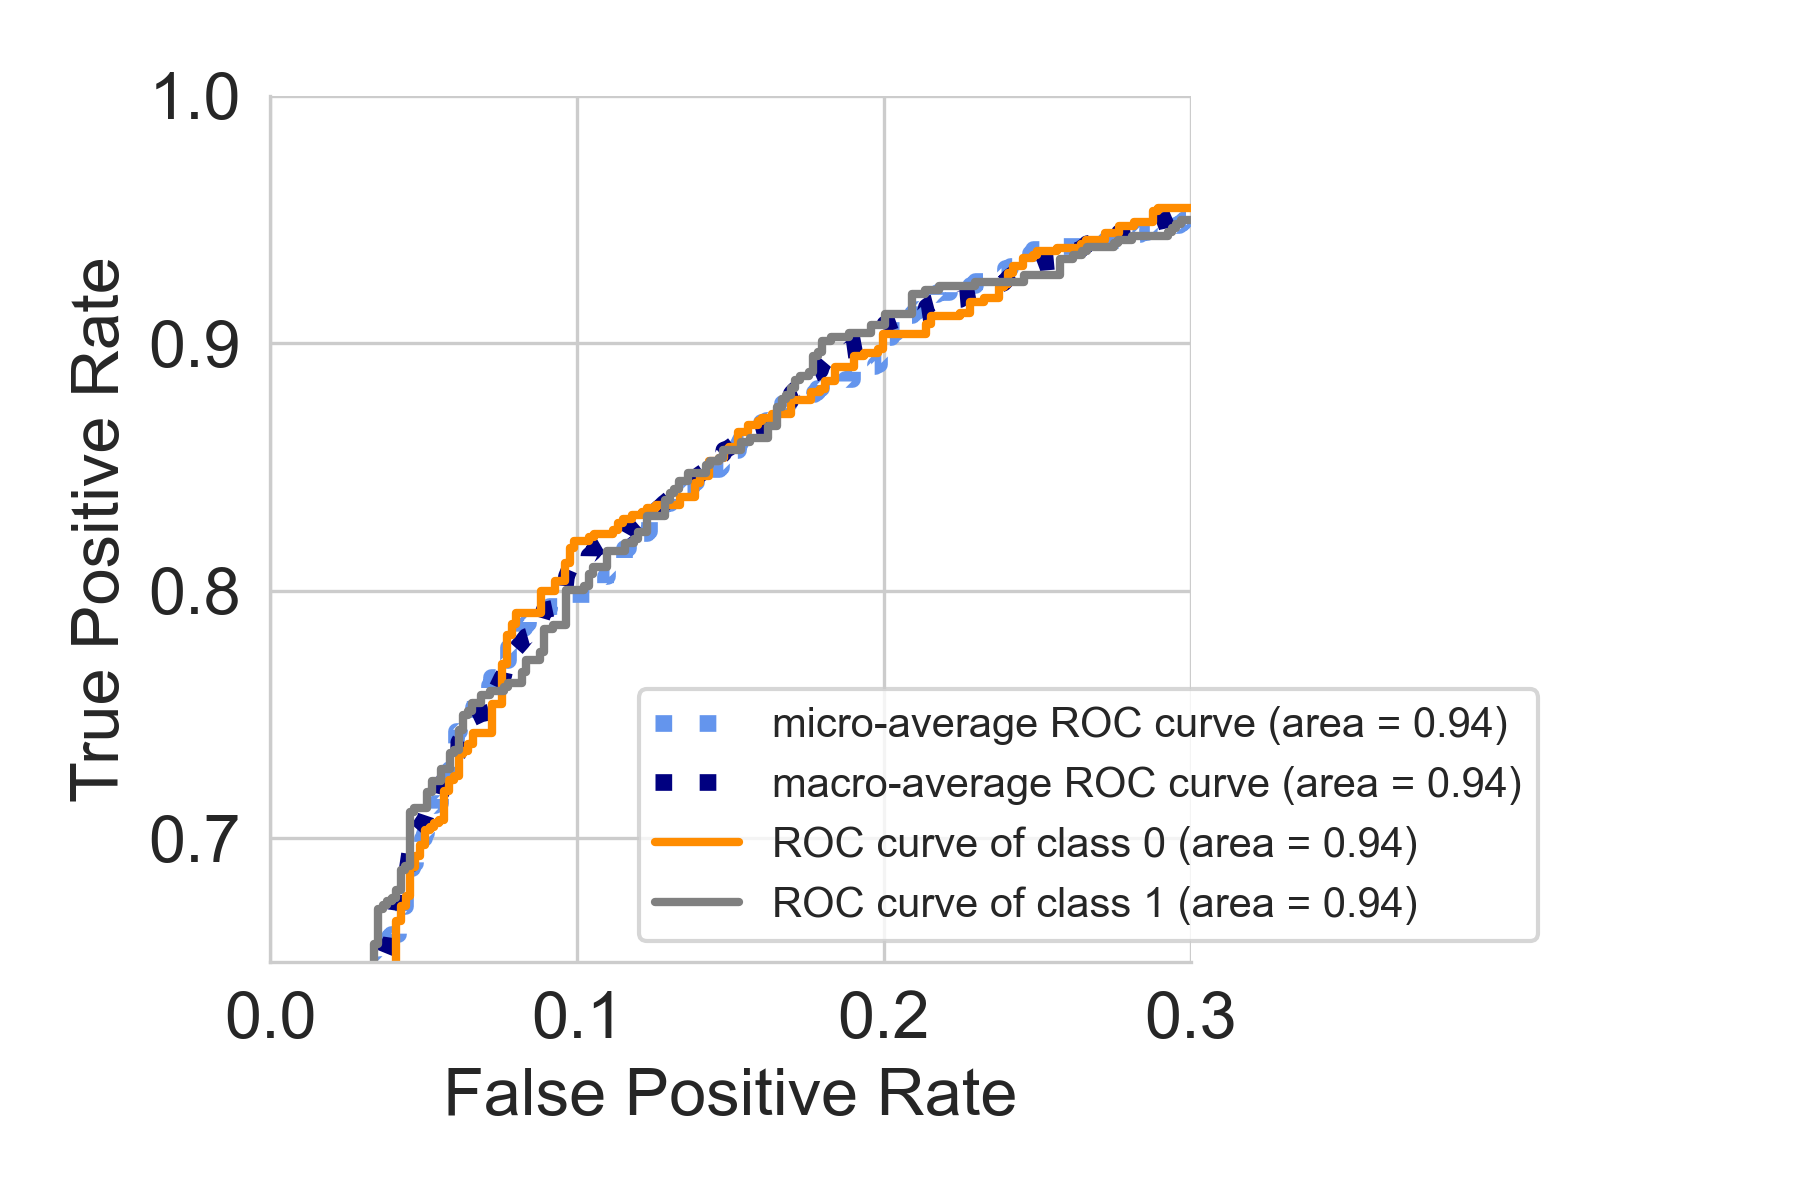 1.0
0.9
0.8
0.7
True Positive Rate
micro-average ROC curve (area = 0.94)
macro-average ROC curve (area = 0.94)
ROC curve of class 0 (area = 0.94)
ROC curve of class 1 (area = 0.94)
0.0 0.1 0.2 0.3
False Positive Rate